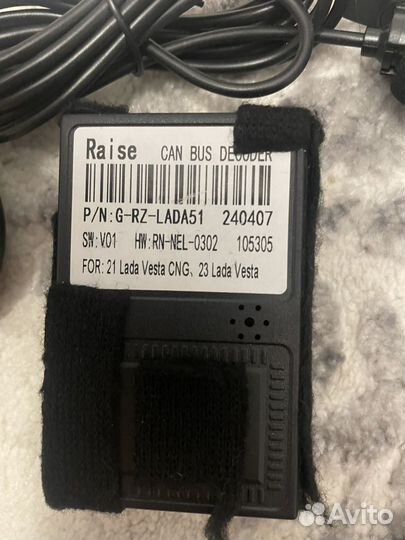 Raise CAN BUS DECODER
P/N:G-RZ-LADA51 240407
SW:V01 HW:RN-NEL-0302 105305
FOR: 21 Lada Vesta CNG、23 Lada Vesta
Avito